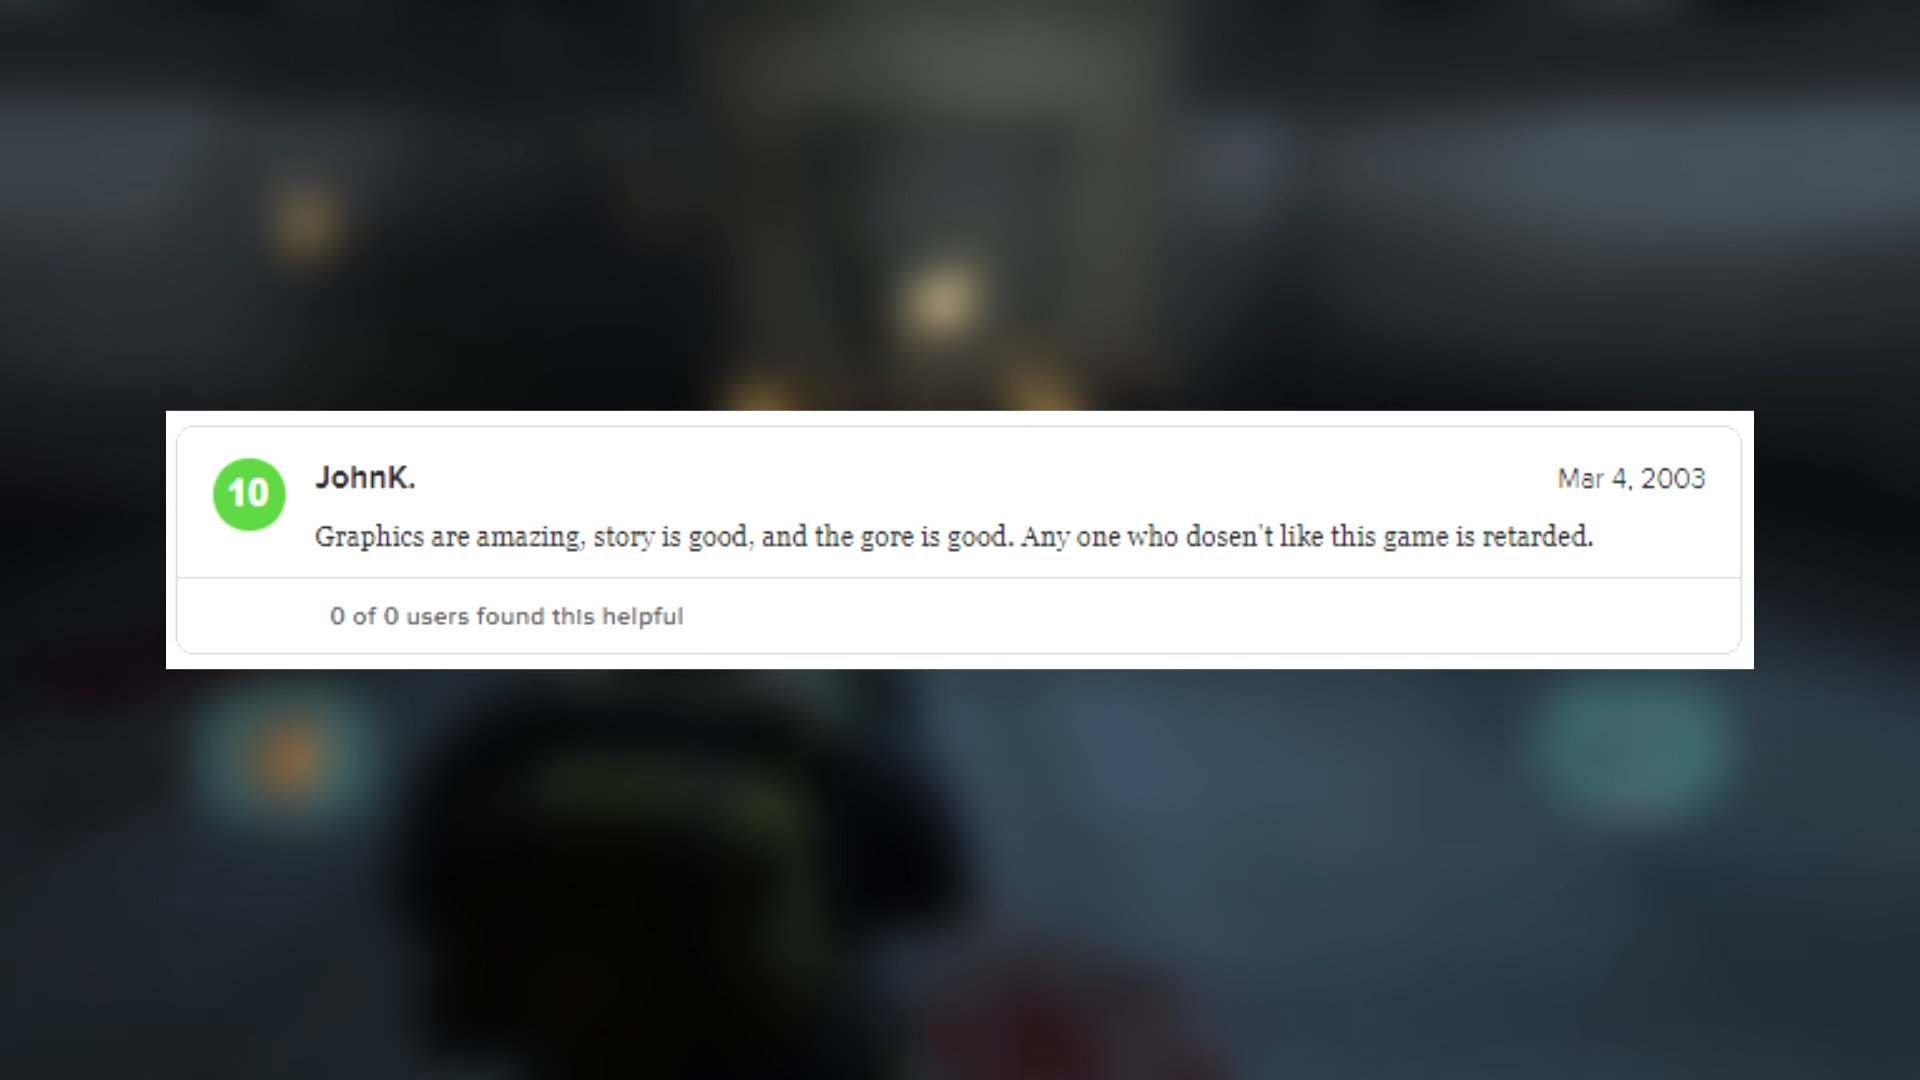 10
JohnK.
Mar 4, 2003
Graphics are amazing, story is good, and the gore is good. Any one who dosen't like this game is retarded.
0 of 0 users found this helpful